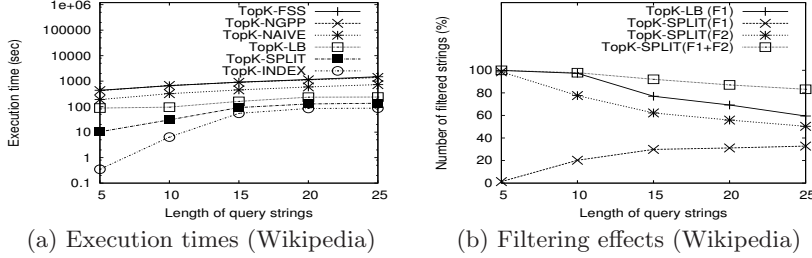 1e+06
100000
10000
1000
100
10
1
0.1
Execution time (sec)
TopK-FSS
TopK-NGPP
TopK-NAIVE
TopK-LB
TopK-SPLIT
TopK-INDEX
5 10 15 20 25
Length of query strings
(a) Execution times (Wikipedia)
Number of filtered strings (%)
100
80
60
40
20
0
TopK-LB (F1)
TopK-SPLIT(F1)
TopK-SPLIT(F2)
TopK-SPLIT(F1+F2)
5 10 15 20 25
Length of query strings
(b) Filtering effects (Wikipedia)